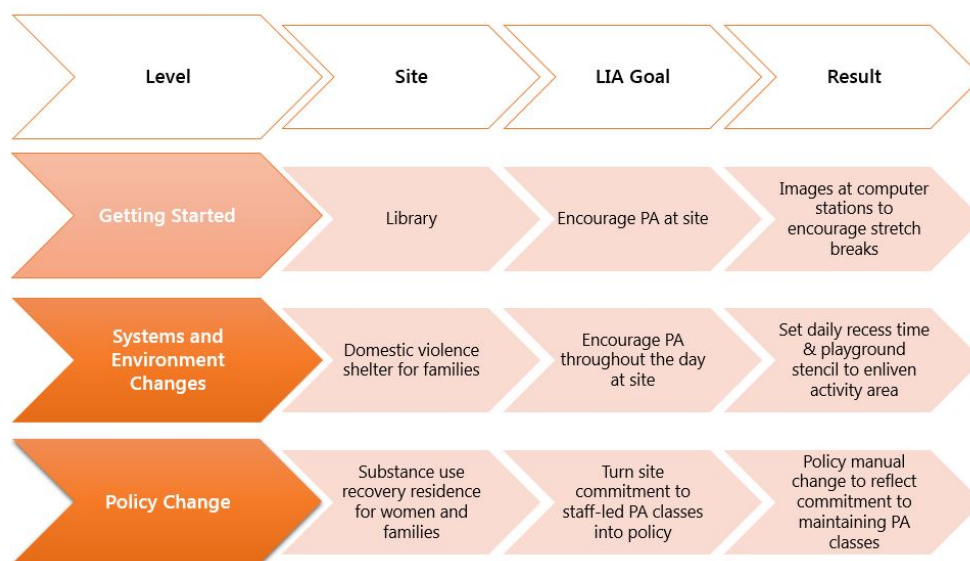 Level
Site
LIA Goal
Result
Getting Started
Library
Encourage PA at site
Images at computer
stations to
encourage stretch
breaks
Systems and
Environment
Changes
Domestic violence
shelter for families
Encourage PA
throughout the day
at site
Set daily recess time
& playground
stencil to enliven
activity area
Policy Change
Substance use
recovery residence
for women and
families
Turn site
commitment to
staff-led PA classes
into policy
Policy manual
change to reflect
commitment to
maintaining PA
classes